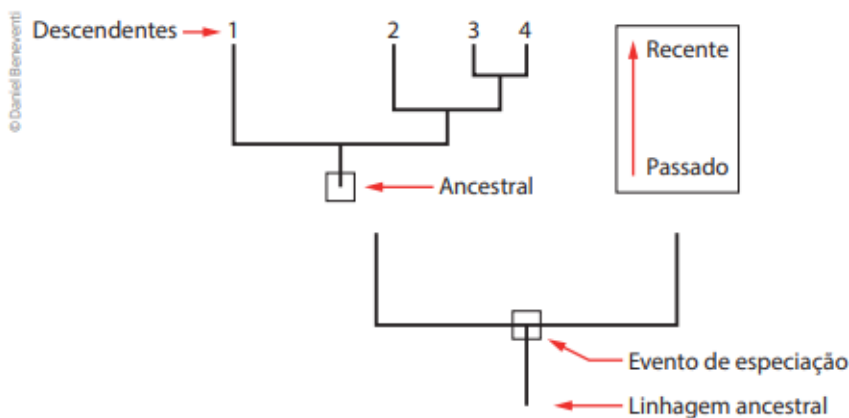 Descendentes 1 2 3 4
Recente
Passado
Ancestral
Evento de especiação
Linhagem ancestral
© Daniel Beneventi